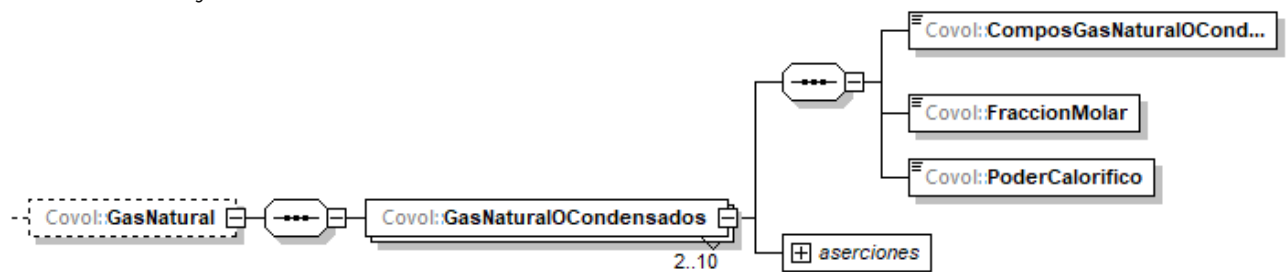 Covol::ComposGasNaturalOCond...
Covol::FraccionMolar
Covol::PoderCalorifico
Covol::GasNatural
Covol::GasNaturalOCondensados
2..10
aserciones